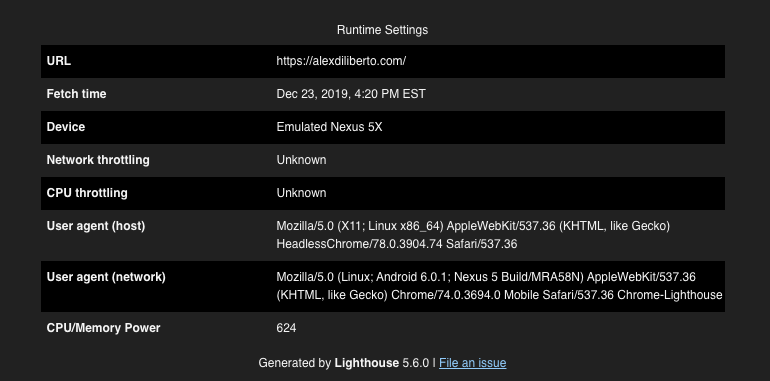 Runtime Settings
URL https://alexdiliberto.com/
Fetch time Dec 23, 2019, 4:20 PM EST
Device Emulated Nexus 5X
Network throttling Unknown
CPU throttling Unknown
User agent (host) Mozilla/5.0 (X11; Linux x86_64) AppleWebKit/537.36 (KHTML, like Gecko)
HeadlessChrome/78.0.3904.74 Safari/537.36
User agent (network) Mozilla/5.0 (Linux; Android 6.0.1; Nexus 5 Build/MRA58N) AppleWebKit/537.36
(KHTML, like Gecko) Chrome/74.0.3694.0 Mobile Safari/537.36 Chrome-Lighthouse
CPU/Memory Power 624
Generated by Lighthouse 5.6.0 | File an issue